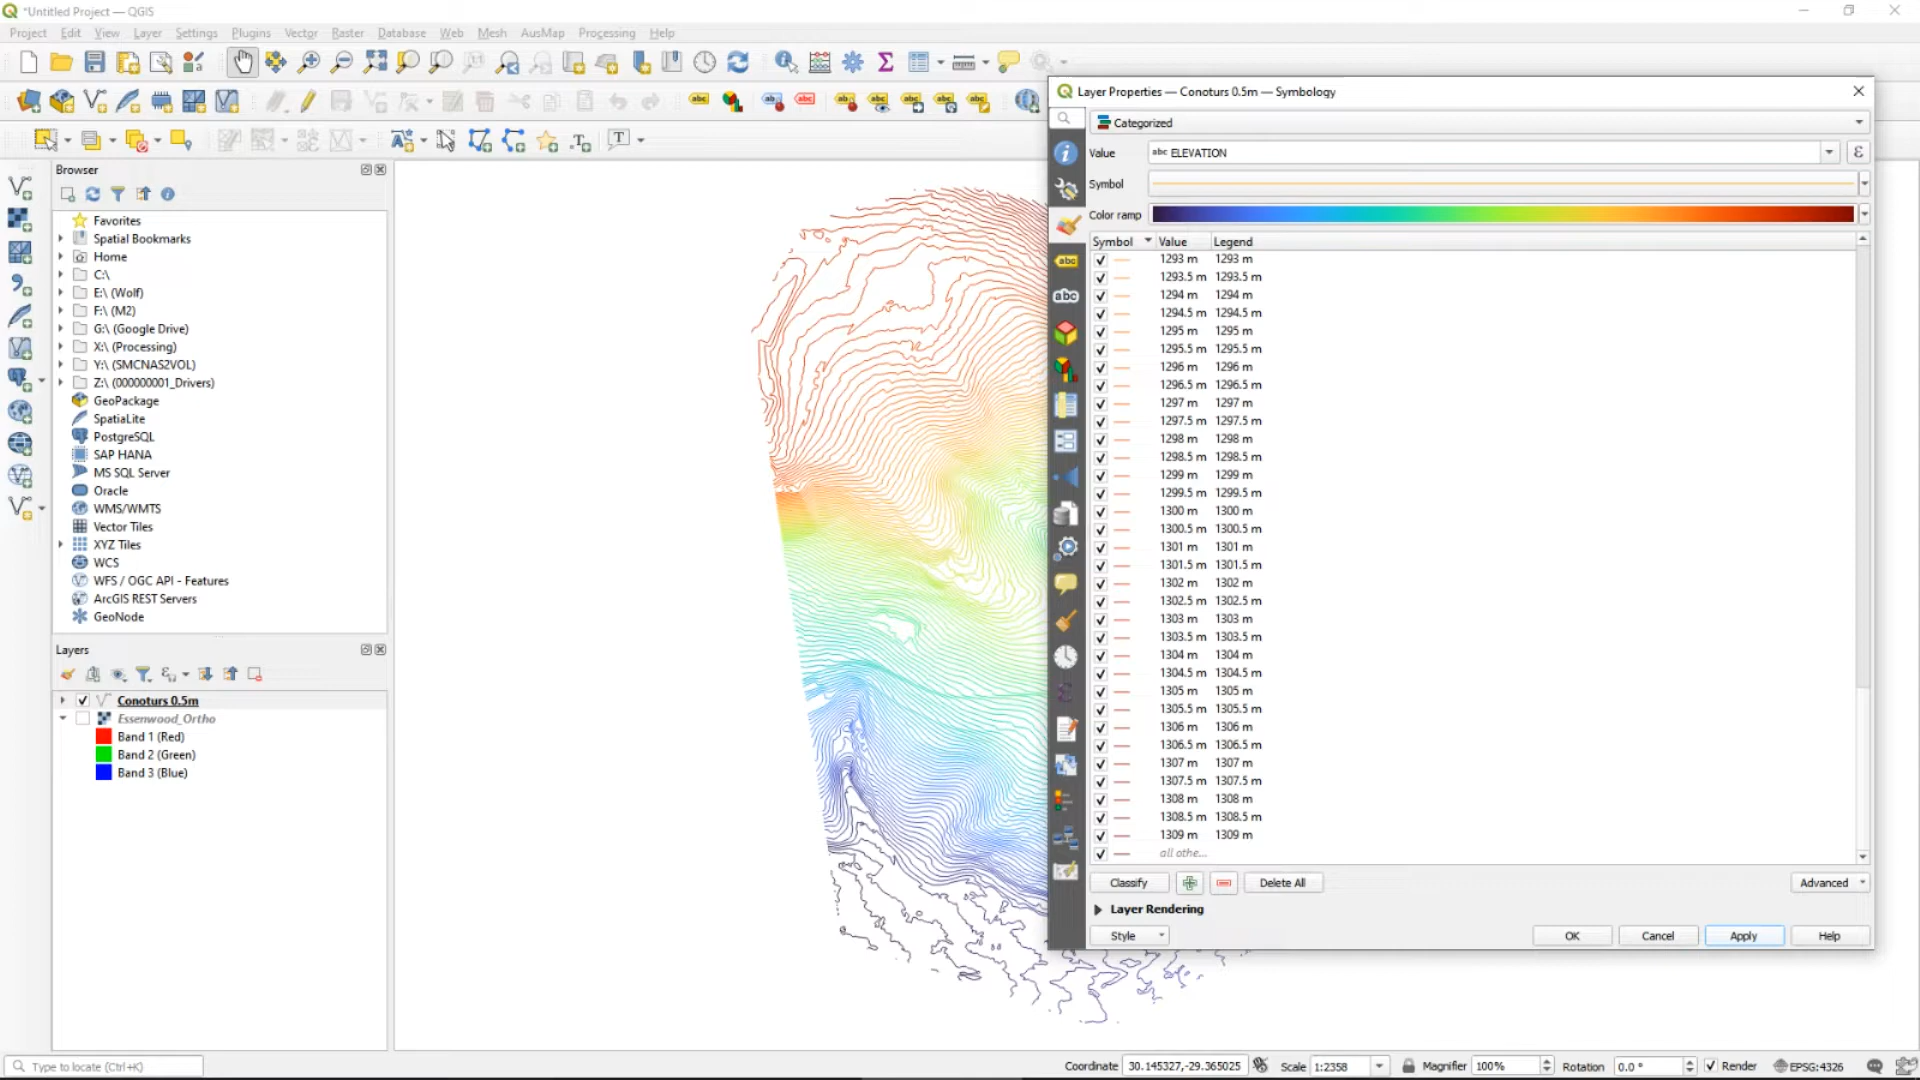 *Untitled Project — QGIS
Project Edit View Layer Settings Plugins Vector Raster Database Web Mesh AusMap Processing Help
Browser
Favorites
Spatial Bookmarks
Home
C:\
E:\ (Wolf)
F:\ (M2)
G:\ (Google Drive)
X:\ (Processing)
Y:\ (SMCNAS2VOL)
Z:\ (000000001_Drivers)
GeoPackage
SpatiaLite
PostgreSQL
SAP HANA
MS SQL Server
Oracle
WMS/WMTS
Vector Tiles
XYZ Tiles
WCS
WFS / OGC API - Features
ArcGIS REST Servers
GeoNode
Layers
Conoturs 0.5m
Essenwood_Ortho
Band 1 (Red)
Band 2 (Green)
Band 3 (Blue)
Layer Properties — Conoturs 0.5m — Symbology
Categorized
Value abc ELEVATION
Symbol
Color ramp
Symbol Value Legend
1293 m 1293 m
1293.5 m 1293.5 m
1294 m 1294 m
1294.5 m 1294.5 m
1295 m 1295 m
1295.5 m 1295.5 m
1296 m 1296 m
1296.5 m 1296.5 m
1297 m 1297 m
1297.5 m 1297.5 m
1298 m 1298 m
1298.5 m 1298.5 m
1299 m 1299 m
1299.5 m 1299.5 m
1300 m 1300 m
1300.5 m 1300.5 m
1301 m 1301 m
1301.5 m 1301.5 m
1302 m 1302 m
1302.5 m 1302.5 m
1303 m 1303 m
1303.5 m 1303.5 m
1304 m 1304 m
1304.5 m 1304.5 m
1305 m 1305 m
1305.5 m 1305.5 m
1306 m 1306 m
1306.5 m 1306.5 m
1307 m 1307 m
1307.5 m 1307.5 m
1308 m 1308 m
1308.5 m 1308.5 m
1309 m 1309 m
all othe...
Classify Delete All Advanced
Layer Rendering
Style OK Cancel Apply Help
Type to locate (Ctrl+K) Coordinate 30.145327,-29.365025 Scale 1:2358 Magnifier 100% Rotation 0.0 ° Render EPSG:4326